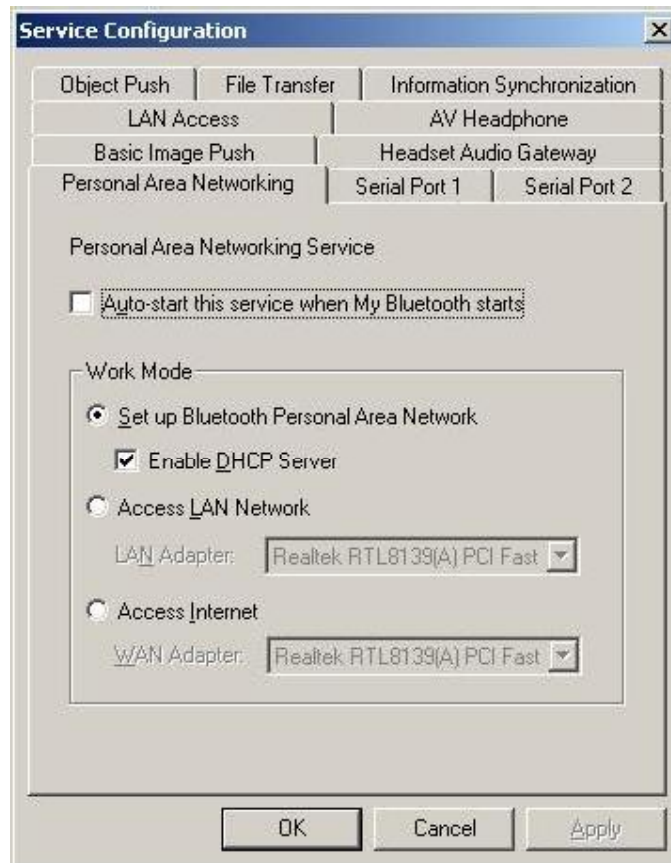 Service Configuration
Object Push File Transfer Information Synchronization
LAN Access AV Headphone
Basic Image Push Headset Audio Gateway
Personal Area Networking Serial Port 1 Serial Port 2
Personal Area Networking Service
Auto-start this service when My Bluetooth starts
Work Mode
Set up Bluetooth Personal Area Network
Enable DHCP Server
Access LAN Network
LAN Adapter: Realtek RTL8139(A) PCI Fast
Access Internet
WAN Adapter: Realtek RTL8139(A) PCI Fast
OK Cancel Apply